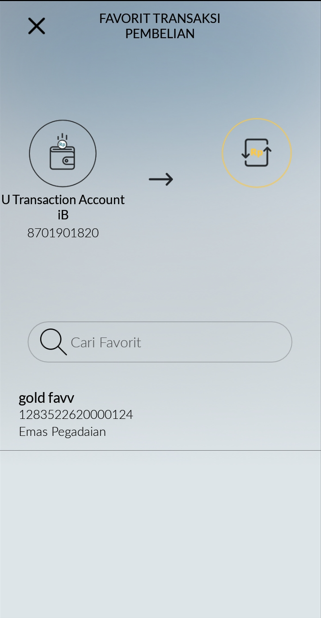 FAVORIT TRANSAKSI
PEMBELIAN
U Transaction Account
iB
8701901820
Cari Favorit
gold favv
1283522620000124
Emas Pegadaian